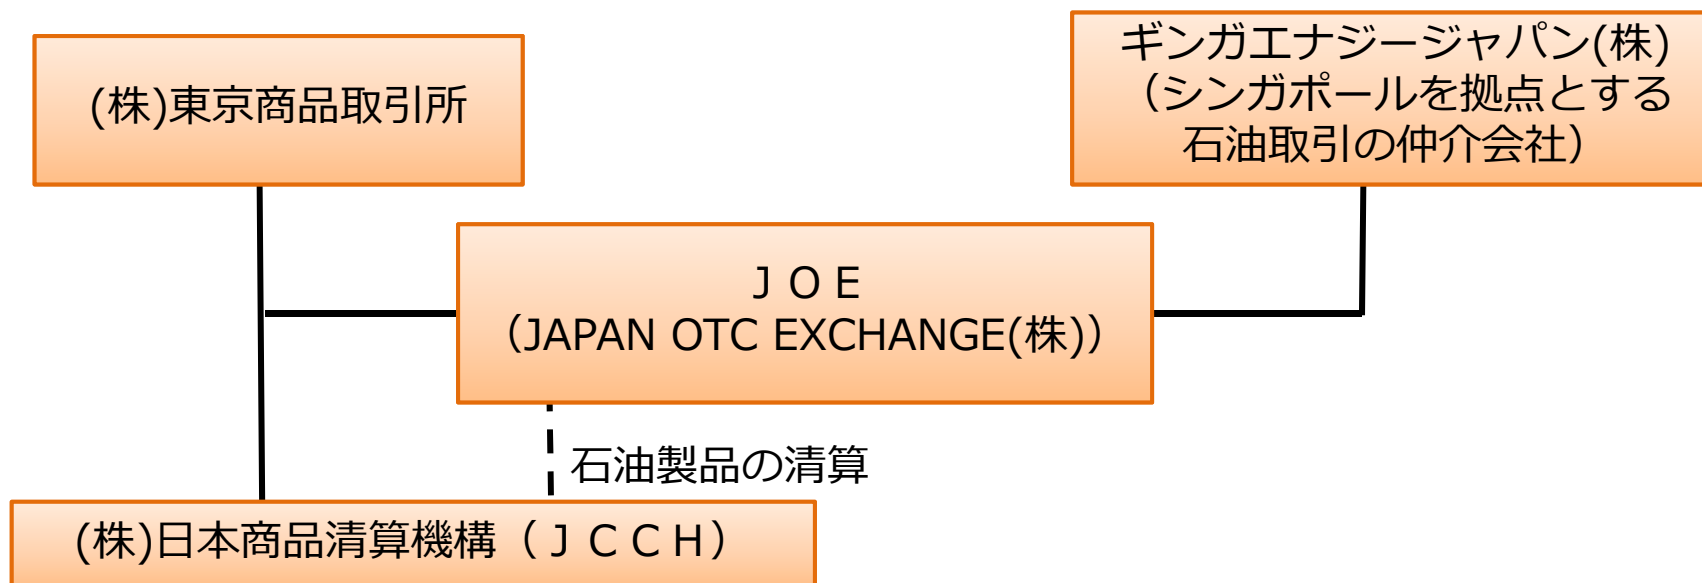 (株)東京商品取引所
ギンガエナジージャパン(株)
（シンガポールを拠点とする
石油取引の仲介会社）
ＪＯＥ
（JAPAN OTC EXCHANGE(株)）
石油製品の清算
(株)日本商品清算機構（ＪＣＣＨ）